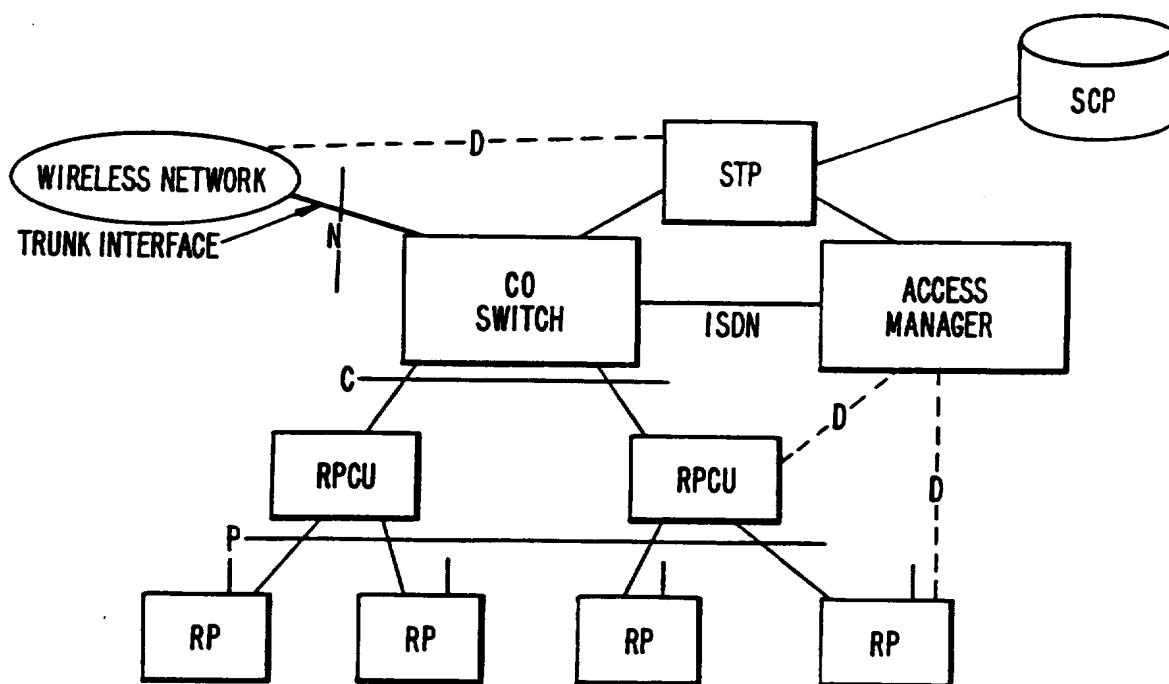 SCP
D
STP
WIRELESS NETWORK
TRUNK INTERFACE
N
CO
SWITCH
ISDN
ACCESS
MANAGER
C
D
RPCU
RPCU
D
P
RP
RP
RP
RP